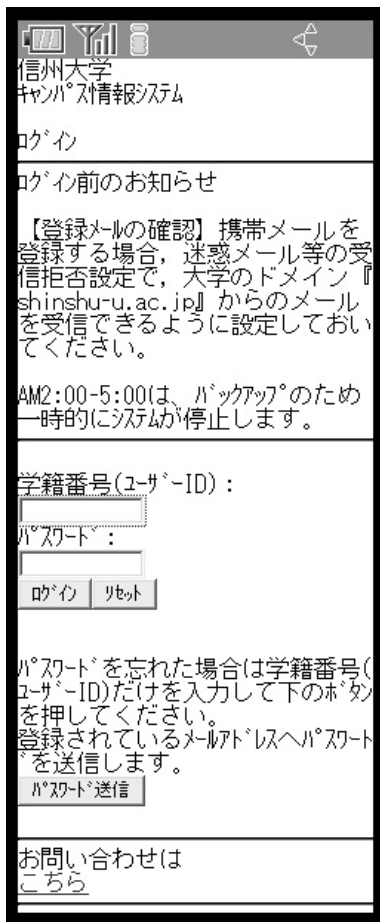 信州大学
ｷｬﾝﾊﾟｽ情報ｼｽﾃﾑ
ﾛｸﾞｲﾝ
ﾛｸﾞｲﾝ前のお知らせ
【登録ﾒｰﾙの確認】携帯メールを
登録する場合，迷惑メール等の受
信拒否設定で，大学のドメイン『
shinshu-u.ac.jp』からのメール
を受信できるように設定しておい
てください。
AM2:00-5:00は、ﾊﾞｯｸｱｯﾌﾟのため
一時的にｼｽﾃﾑが停止します。
学籍番号(ﾕｰｻﾞｰID)：
ﾊﾟｽﾜｰﾄﾞ：
ﾛｸﾞｲﾝ ﾘｾｯﾄ
ﾊﾟｽﾜｰﾄﾞを忘れた場合は学籍番号(
ﾕｰｻﾞｰID)だけを入力して下のﾎﾞﾀﾝ
を押してください。
登録されているﾒｰﾙｱﾄﾞﾚｽへﾊﾟｽﾜｰﾄ
ﾞを送信します。
ﾊﾟｽﾜｰﾄﾞ送信
お問い合わせは
こちら